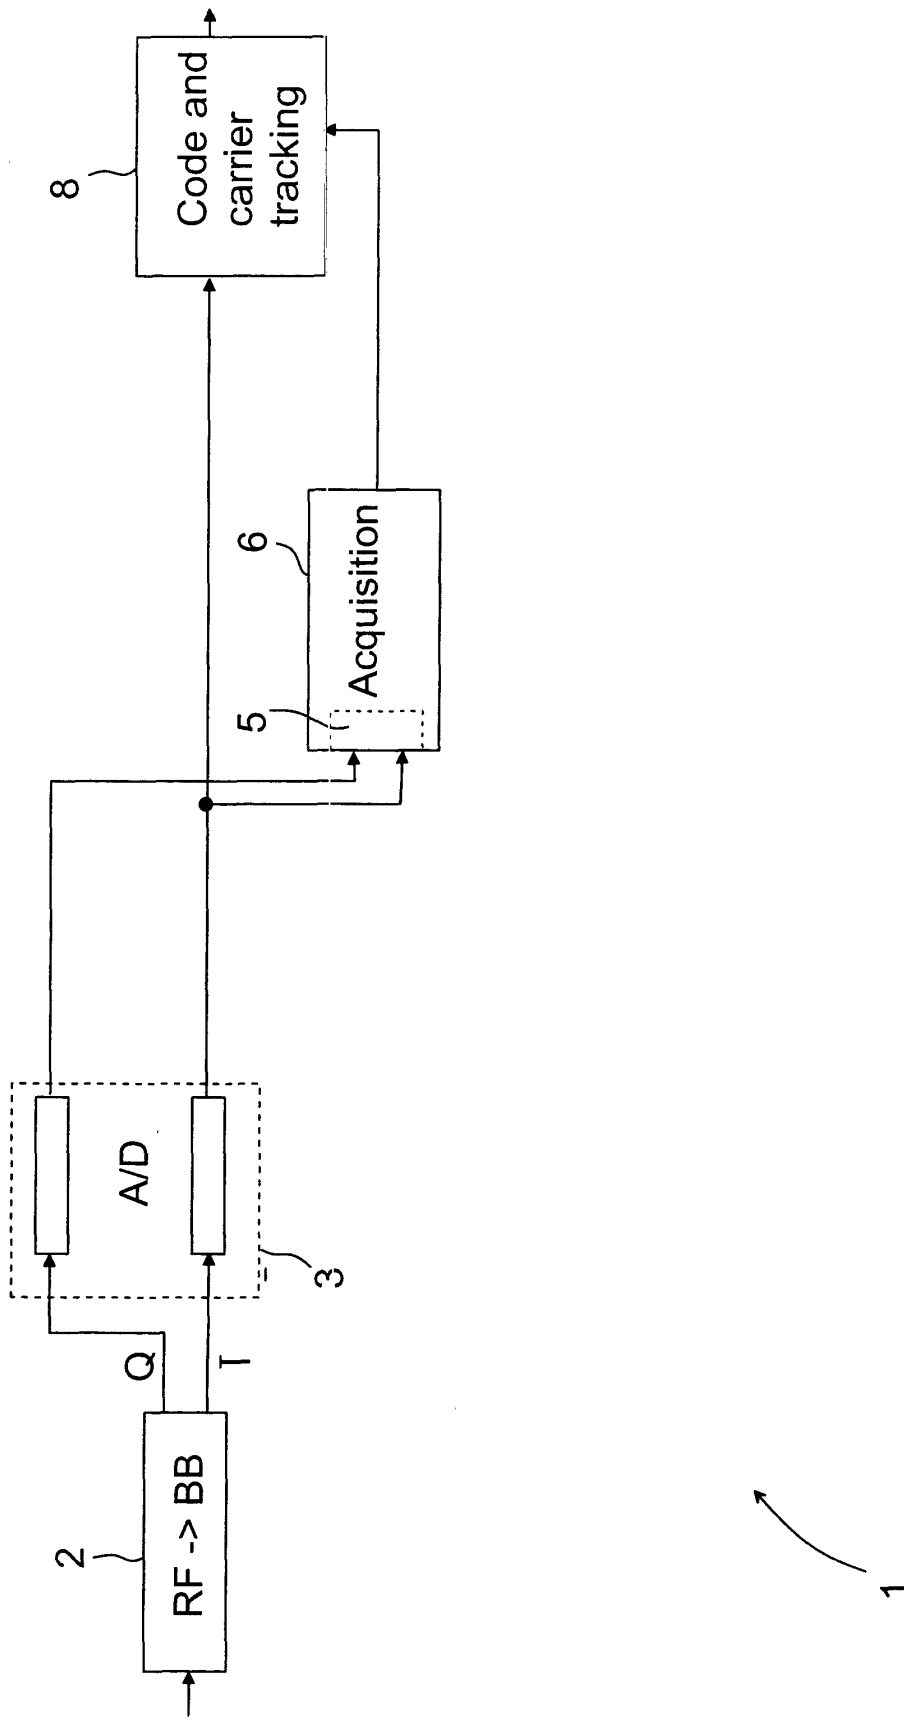 8
Code and
carrier
tracking
6
Acquisition
5
A/D
3
Q
I
2
RF -> BB
1